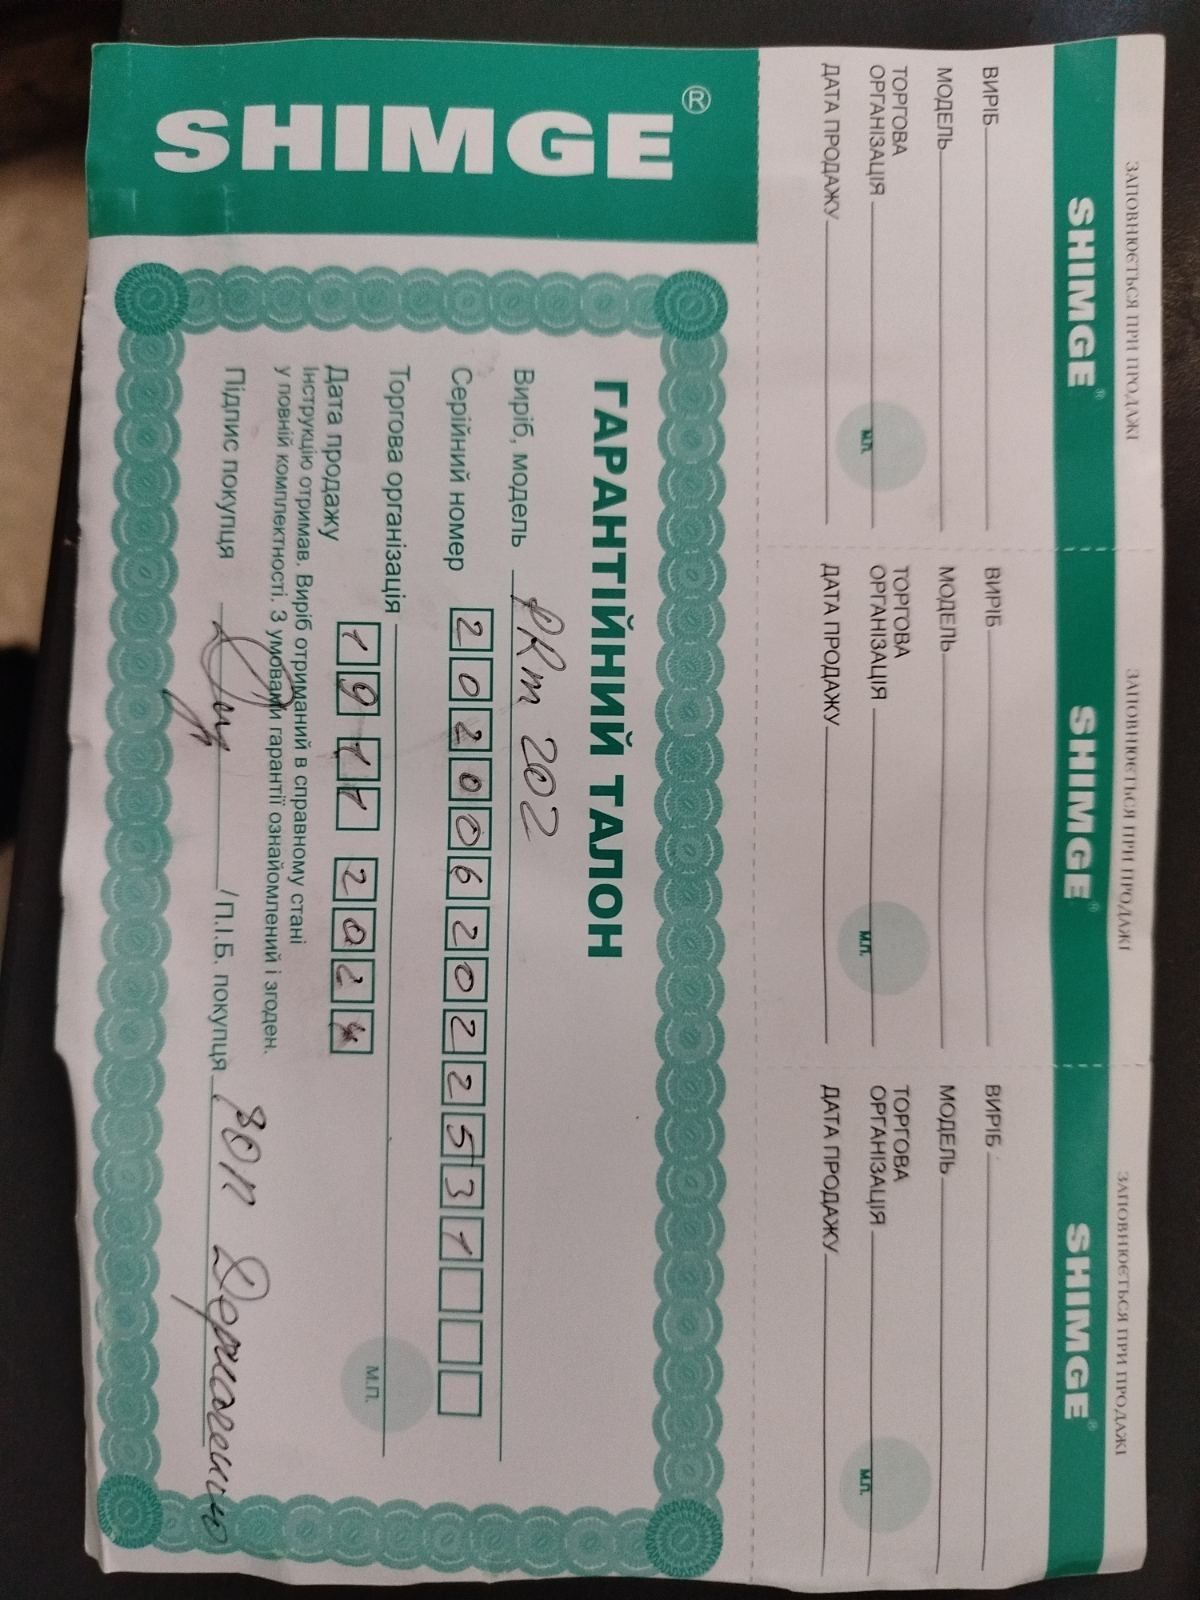 SHIMGE®
ГАРАНТІЙНИЙ ТАЛОН
Виріб, модель PRm 202
Серійний номер 2020062022531
Торгова організація
М.П.
Дата продажу 19 11 2024
Інструкцію отримав. Виріб отриманий в справному стані
у повній комплектності. З умовами гарантії ознайомлений і згоден.
Підпис покупця /П.І.Б. покупця
ЗАПОВНЮЄТЬСЯ ПРИ ПРОДАЖІ
SHIMGE®
ВИРІБ
МОДЕЛЬ
ТОРГОВА
ОРГАНІЗАЦІЯ
М.П.
ДАТА ПРОДАЖУ
ЗАПОВНЮЄТЬСЯ ПРИ ПРОДАЖІ
SHIMGE®
ВИРІБ
МОДЕЛЬ
ТОРГОВА
ОРГАНІЗАЦІЯ
М.П.
ДАТА ПРОДАЖУ
ЗАПОВНЮЄТЬСЯ ПРИ ПРОДАЖІ
SHIMGE®
ВИРІБ
МОДЕЛЬ
ТОРГОВА
ОРГАНІЗАЦІЯ
М.П.
ДАТА ПРОДАЖУ